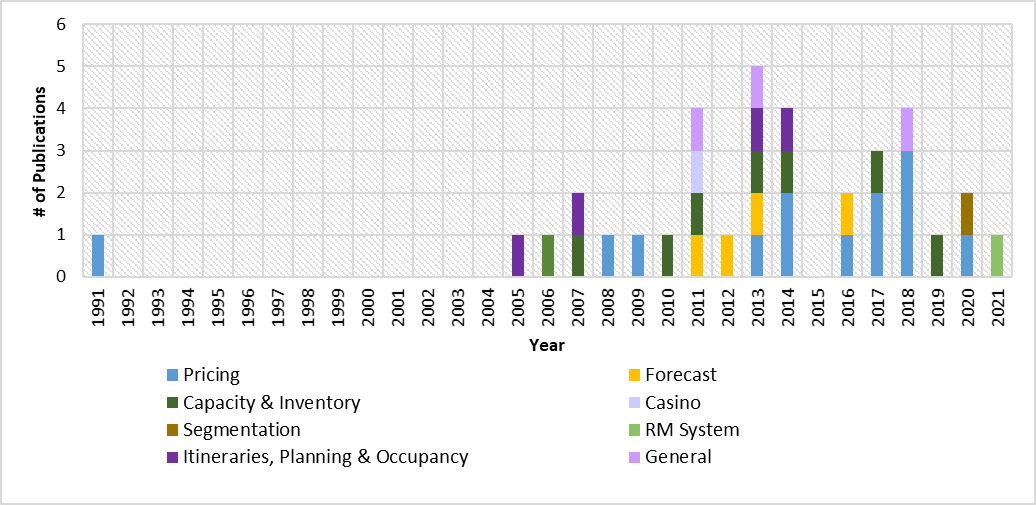 6
5
4
3
2
1
0
# of Publications
1991 1992 1993 1994 1995 1996 1997 1998 1999 2000 2001 2002 2003 2004 2005 2006 2007 2008 2009 2010 2011 2012 2013 2014 2015 2016 2017 2018 2019 2020 2021
Year
Pricing Forecast
Capacity & Inventory Casino
Segmentation RM System
Itineraries, Planning & Occupancy General